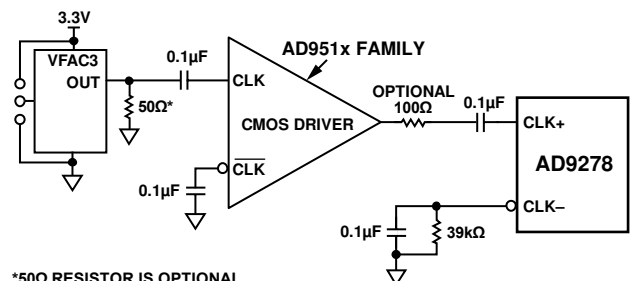 3.3V
VFAC3
OUT
50Ω*
0.1µF
AD951x FAMILY
CLK
CMOS DRIVER
CLK
0.1µF
OPTIONAL
100Ω
0.1µF
CLK+
AD9278
CLK–
0.1µF
39kΩ
*50Ω RESISTOR IS OPTIONAL